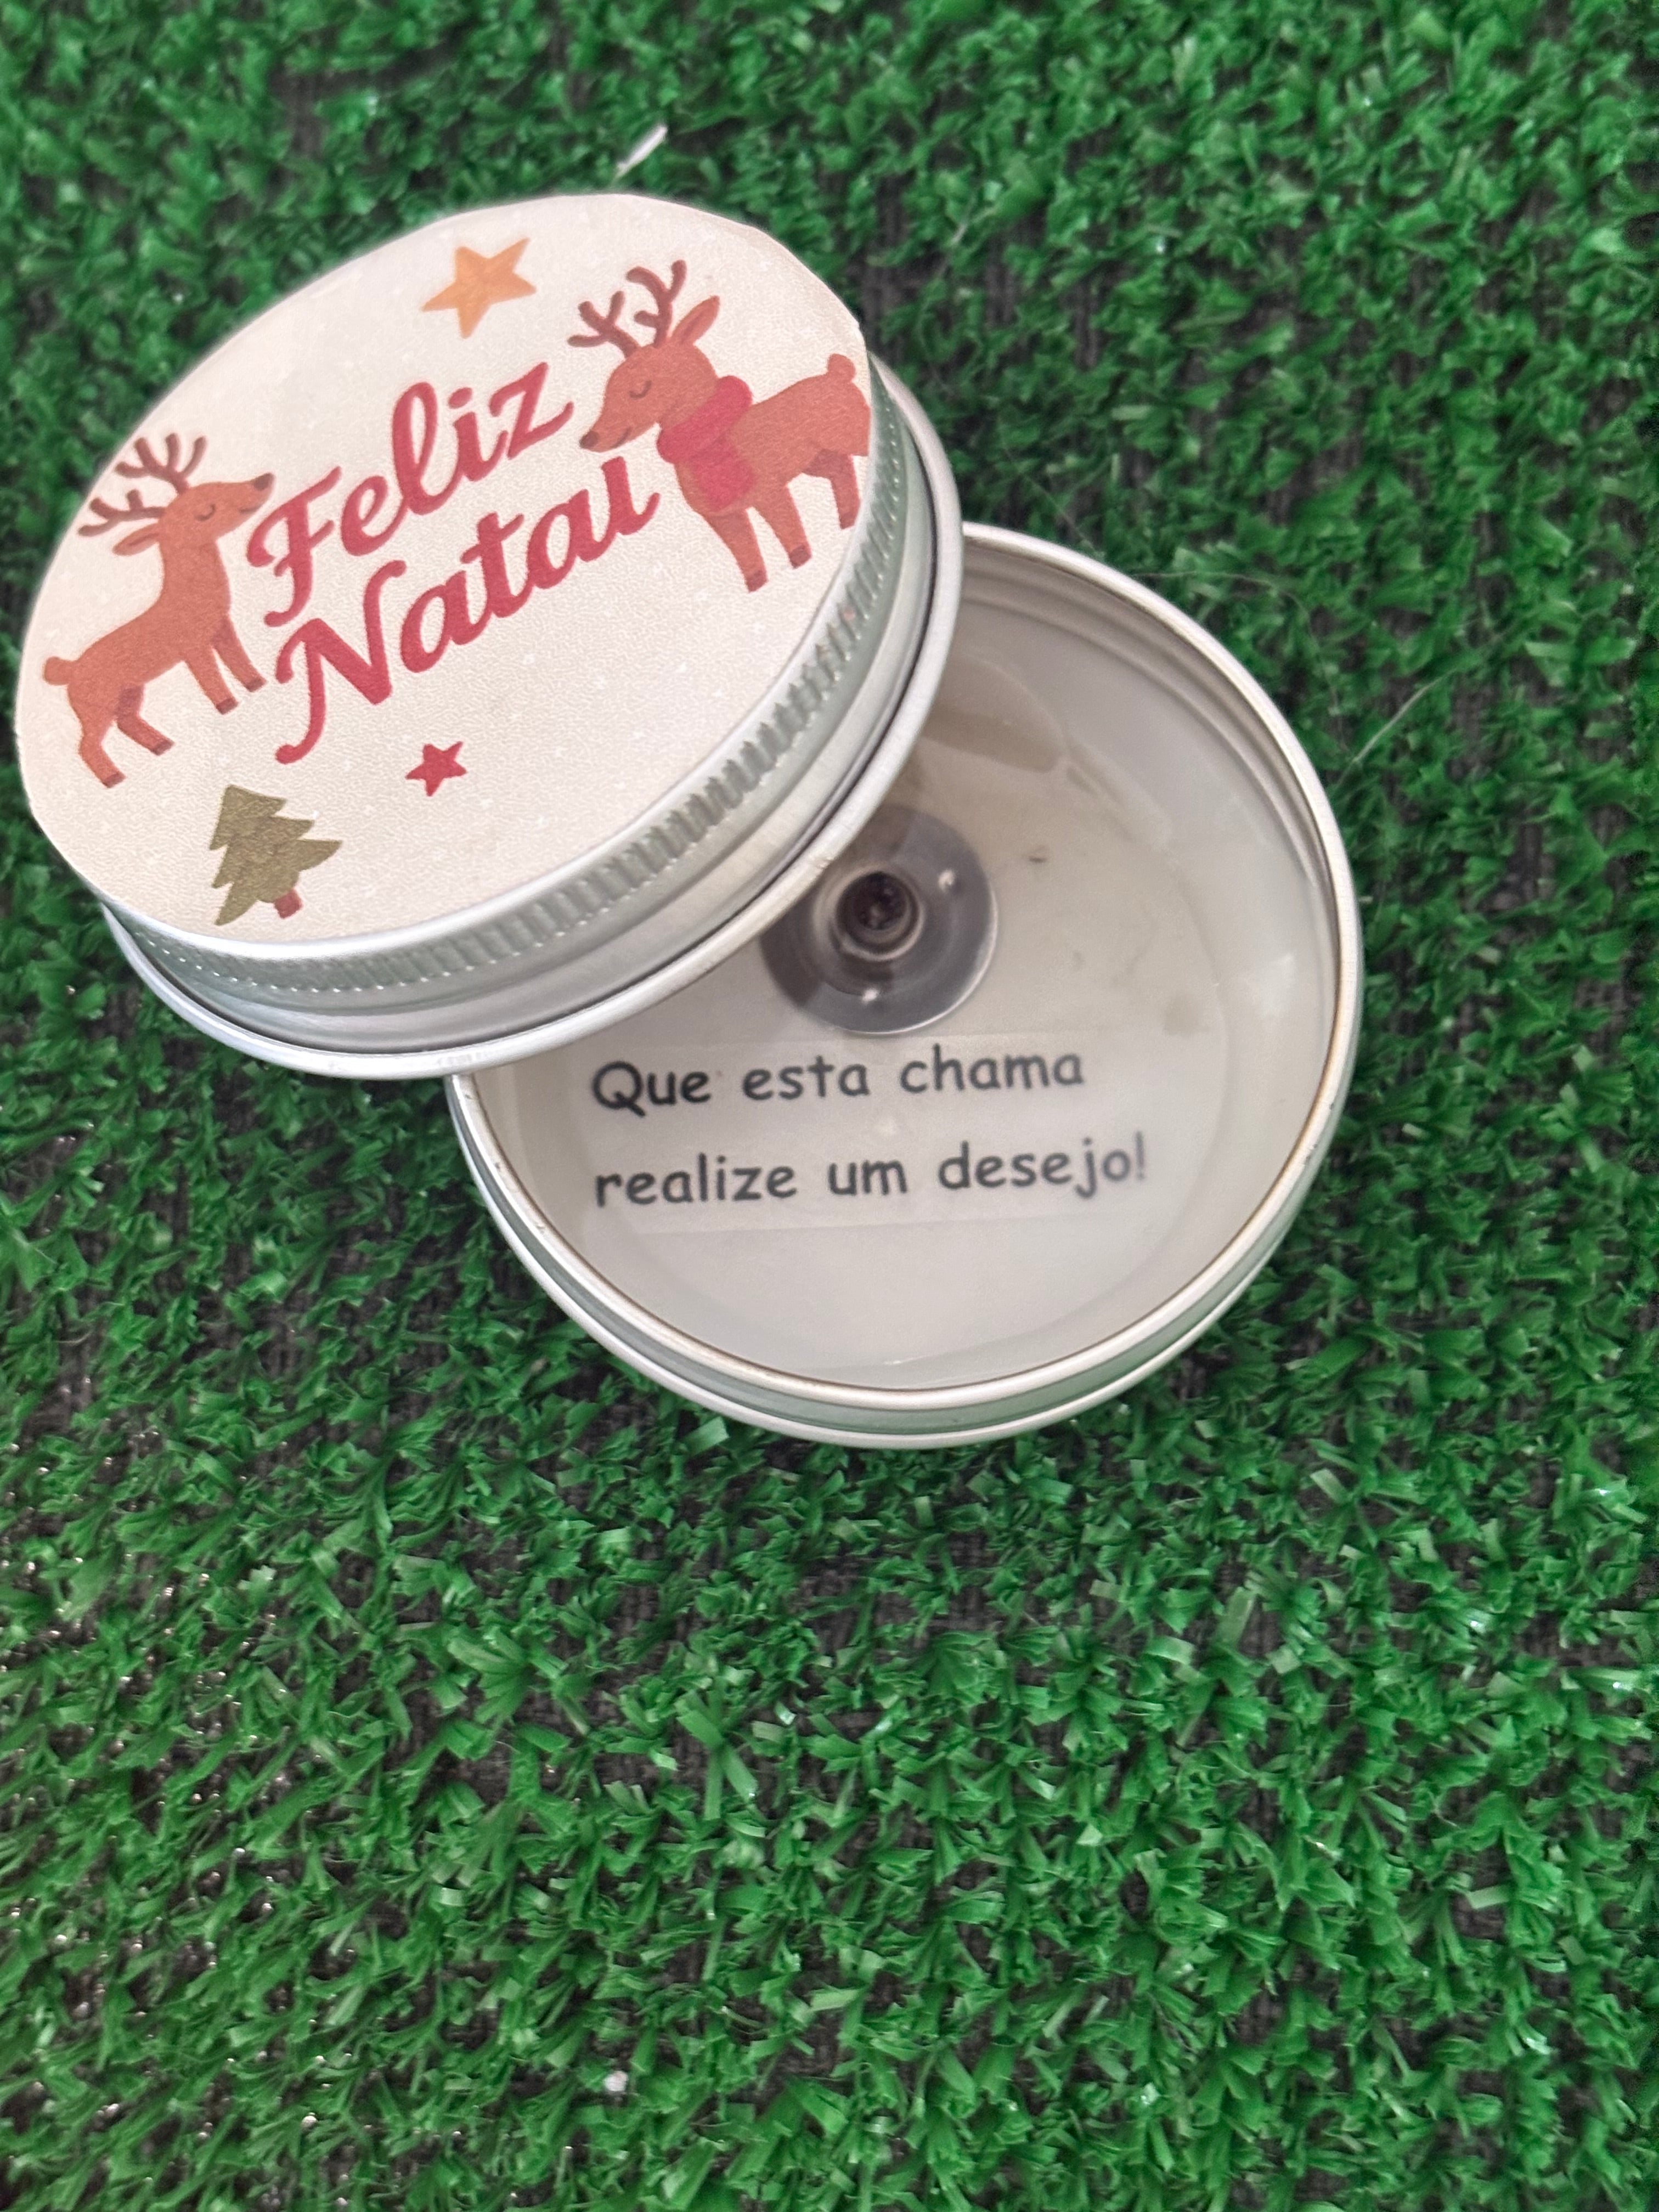 Feliz
Natal
Que esta chama
realize um desejo!